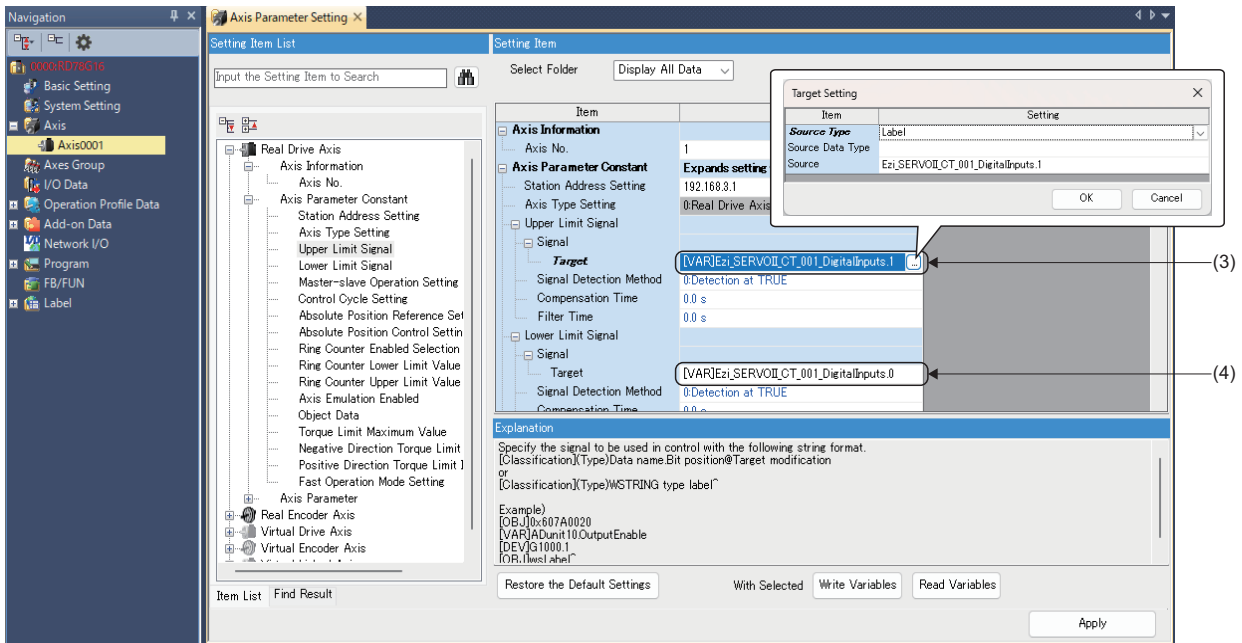 Navigation
0000:RD78G16
Basic Setting
System Setting
Axis
Axis0001
Axes Group
I/O Data
Operation Profile Data
Add-on Data
Network I/O
Program
FB/FUN
Label
Axis Parameter Setting
Setting Item List
Input the Setting Item to Search
Real Drive Axis
Axis Information
Axis No.
Axis Parameter Constant
Station Address Setting
Axis Type Setting
Upper Limit Signal
Lower Limit Signal
Master-slave Operation Setting
Control Cycle Setting
Absolute Position Reference Set
Absolute Position Control Settin
Ring Counter Enabled Selection
Ring Counter Lower Limit Value
Ring Counter Upper Limit Value
Axis Emulation Enabled
Object Data
Torque Limit Maximum Value
Negative Direction Torque Limit
Positive Direction Torque Limit
Fast Operation Mode Setting
Axis Parameter
Real Encoder Axis
Virtual Drive Axis
Virtual Encoder Axis
Item List Find Result
Setting Item
Select Folder Display All Data
Item
Axis Information
Axis No. 1
Axis Parameter Constant Expands setting
Station Address Setting 192.168.3.1
Axis Type Setting 0:Real Drive Axis
Upper Limit Signal
Signal
Target [VAR]Ezi_SERVOII_CT_001_DigitalInputs.1 ...
Signal Detection Method 0:Detection at TRUE
Compensation Time 0.0 s
Filter Time 0.0 s
Lower Limit Signal
Signal
Target [VAR]Ezi_SERVOII_CT_001_DigitalInputs.0
Signal Detection Method 0:Detection at TRUE
Compensation Time 0.0 s
(3)
(4)
Target Setting
Item Setting
Source Type Label
Source Data Type
Source Ezi_SERVOII_CT_001_DigitalInputs.1
OK Cancel
Explanation
Specify the signal to be used in control with the following string format.
[Classification](Type)Data name.Bit position@Target modification
or
[Classification](Type)WSTRING type label^
Example)
[OBJ]0x607A0020
[VAR]ADunit10.OutputEnable
[DEV]G1000.1
[OBJ]wsLabel^
Restore the Default Settings With Selected Write Variables Read Variables
Apply